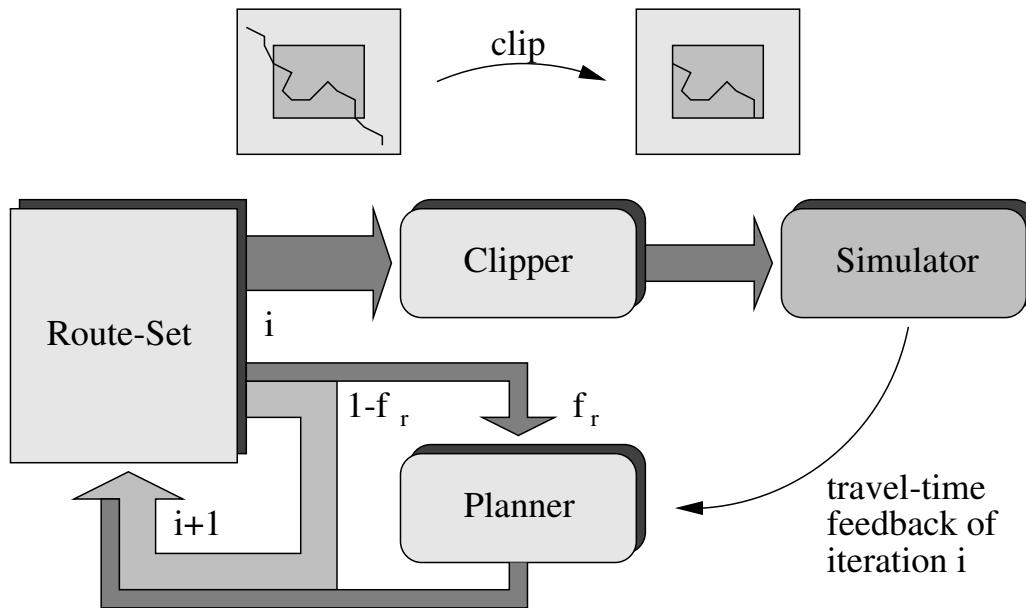 clip
Route-Set
Clipper
Simulator
i
1-f r
f r
Planner
i+1
travel-time
feedback of
iteration i